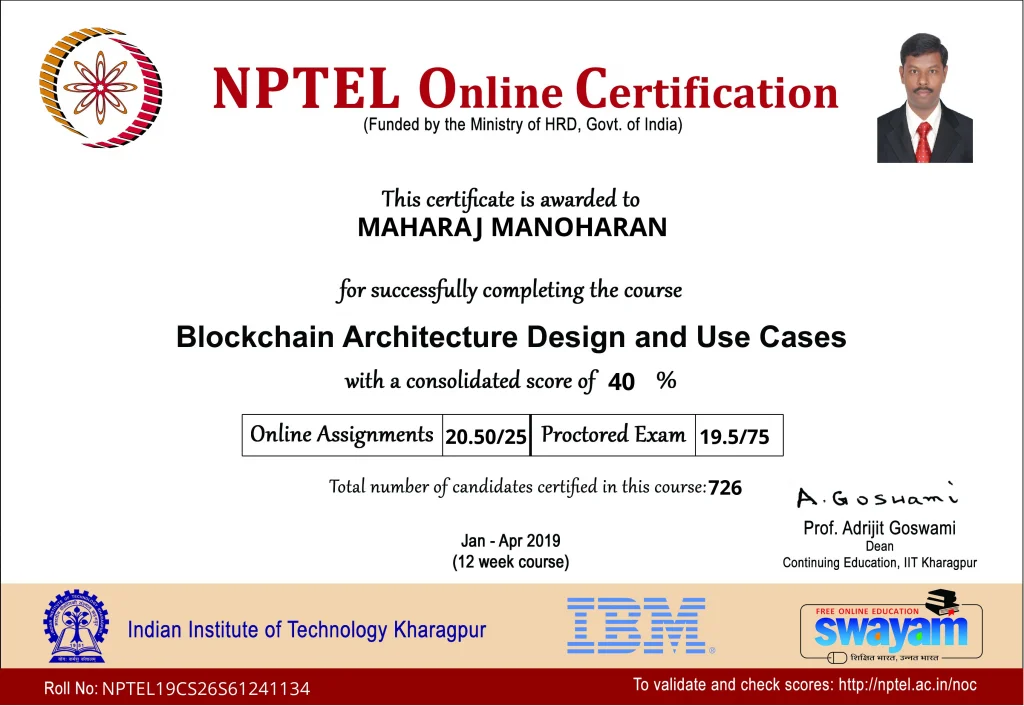 NPTEL Online Certification
(Funded by the Ministry of HRD, Govt. of India)
This certificate is awarded to
MAHARAJ MANOHARAN
for successfully completing the course
Blockchain Architecture Design and Use Cases
with a consolidated score of 40 %
Online Assignments 20.50/25 Proctored Exam 19.5/75
Total number of candidates certified in this course:726
A. Goswami
Prof. Adrijit Goswami
Dean
Continuing Education, IIT Kharagpur
Jan - Apr 2019
(12 week course)
Indian Institute of Technology Kharagpur
IBM®
FREE ONLINE EDUCATION
swayam
शिक्षित भारत, उन्नत भारत
Roll No: NPTEL19CS26S61241134
To validate and check scores: http://nptel.ac.in/noc